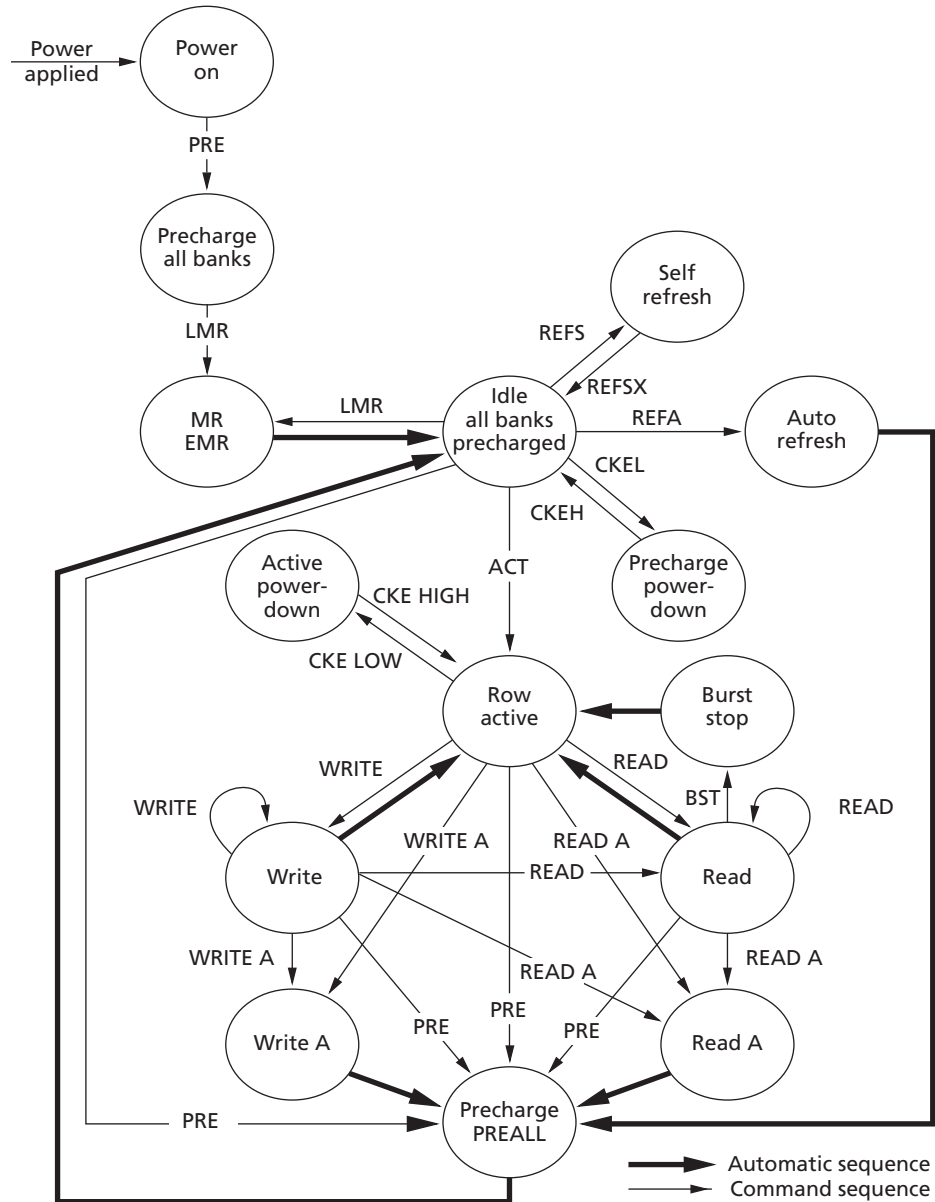 Power
applied
Power
on
PRE
Precharge
all banks
LMR
Self
refresh
REFS
REFSX
MR
EMR
LMR
Idle
all banks
precharged
REFA
Auto
refresh
CKEL
CKEH
Active
power-
down
CKE HIGH
CKE LOW
ACT
Precharge
power-
down
Row
active
Burst
stop
WRITE
READ
BST
WRITE
READ
WRITE A
READ A
Write
READ
Read
WRITE A
READ A
READ A
Write A
PRE
PRE
PRE
Read A
PRE
Precharge
PREALL
Automatic sequence
Command sequence